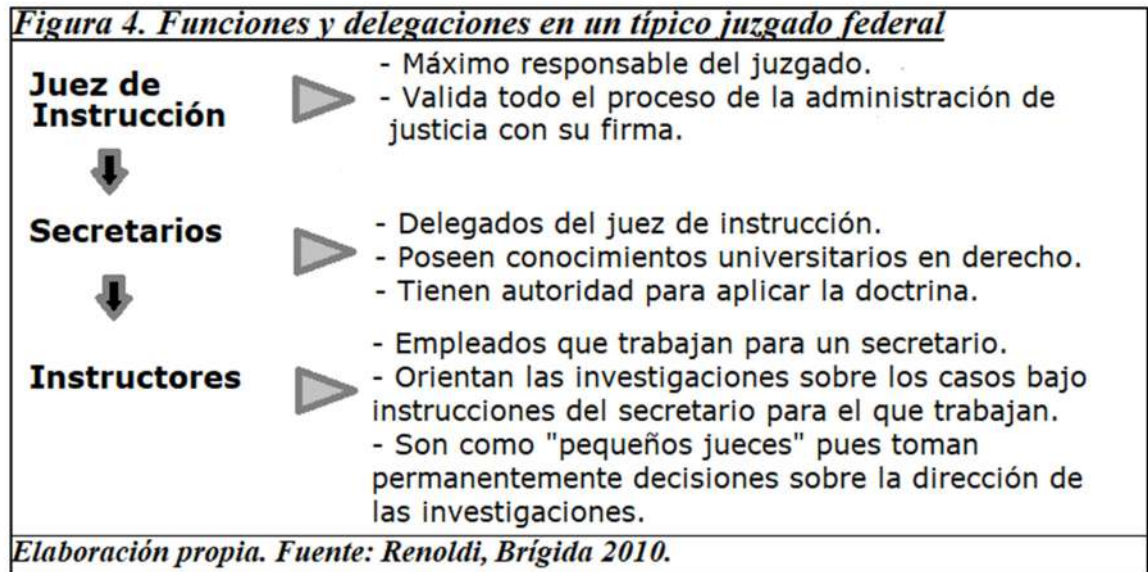 Figura 4. Funciones y delegaciones en un típico juzgado federal
Juez de
Instrucción
- Máximo responsable del juzgado.
- Valida todo el proceso de la administración de
justicia con su firma.
Secretarios
- Delegados del juez de instrucción.
- Poseen conocimientos universitarios en derecho.
- Tienen autoridad para aplicar la doctrina.
Instructores
- Empleados que trabajan para un secretario.
- Orientan las investigaciones sobre los casos bajo
instrucciones del secretario para el que trabajan.
- Son como "pequeños jueces" pues toman
permanentemente decisiones sobre la dirección de
las investigaciones.
Elaboración propia. Fuente: Renoldi, Brígida 2010.